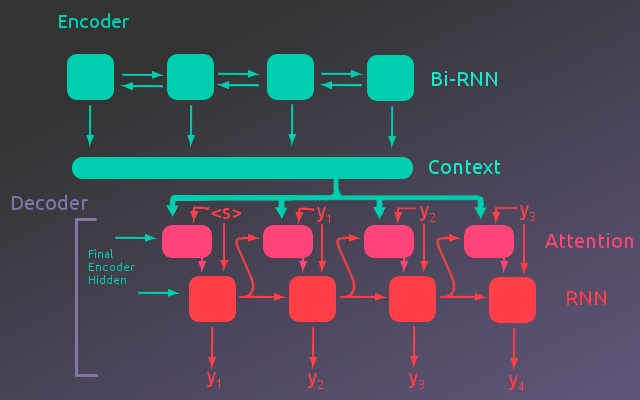 Encoder
Bi-RNN
Context
Decoder
<s>
y1
y2
y3
Attention
Final
Encoder
Hidden
RNN
y1
y2
y3
y4